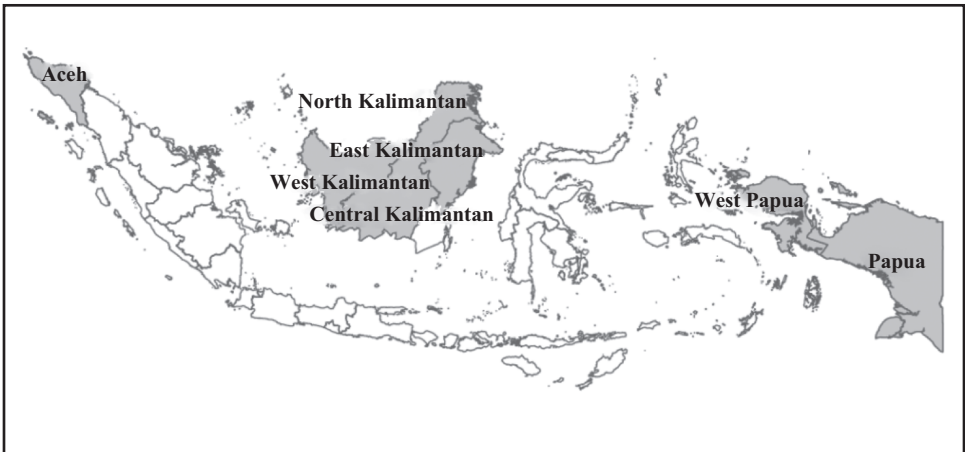 Aceh
North Kalimantan
East Kalimantan
West Kalimantan
Central Kalimantan
West Papua
Papua